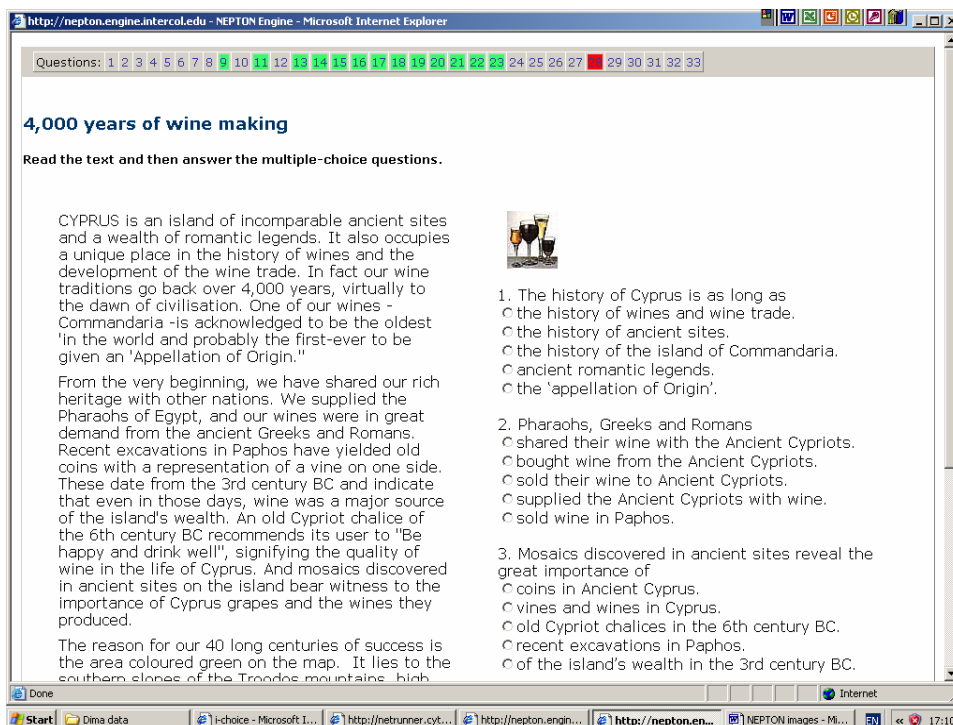 http://nepton.engine.intercol.edu - NEPTON Engine - Microsoft Internet Explorer
Questions: 1 2 3 4 5 6 7 8 9 10 11 12 13 14 15 16 17 18 19 20 21 22 23 24 25 26 27 28 29 30 31 32 33
4,000 years of wine making
Read the text and then answer the multiple-choice questions.
CYPRUS is an island of incomparable ancient sites
and a wealth of romantic legends. It also occupies
a unique place in the history of wines and the
development of the wine trade. In fact our wine
traditions go back over 4,000 years, virtually to
the dawn of civilisation. One of our wines -
Commandaria -is acknowledged to be the oldest
'in the world and probably the first-ever to be
given an 'Appellation of Origin."
From the very beginning, we have shared our rich
heritage with other nations. We supplied the
Pharaohs of Egypt, and our wines were in great
demand from the ancient Greeks and Romans.
Recent excavations in Paphos have yielded old
coins with a representation of a vine on one side.
These date from the 3rd century BC and indicate
that even in those days, wine was a major source
of the island's wealth. An old Cypriot chalice of
the 6th century BC recommends its user to "Be
happy and drink well", signifying the quality of
wine in the life of Cyprus. And mosaics discovered
in ancient sites on the island bear witness to the
importance of Cyprus grapes and the wines they
produced.
The reason for our 40 long centuries of success is
the area coloured green on the map. It lies to the
southern slopes of the Troodos mountains, high
1. The history of Cyprus is as long as
the history of wines and wine trade.
the history of ancient sites.
the history of the island of Commandaria.
ancient romantic legends.
the 'appellation of Origin'.
2. Pharaohs, Greeks and Romans
shared their wine with the Ancient Cypriots.
bought wine from the Ancient Cypriots.
sold their wine to Ancient Cypriots.
supplied the Ancient Cypriots with wine.
sold wine in Paphos.
3. Mosaics discovered in ancient sites reveal the
great importance of
coins in Ancient Cyprus.
vines and wines in Cyprus.
old Cypriot chalices in the 6th century BC.
recent excavations in Paphos.
of the island's wealth in the 3rd century BC.
Done
Internet
Start
Dima data
i-choice - Microsoft I...
http://netrunner.cyt...
http://nepton.engin...
http://nepton.en...
NEPTON images - Mi...
EN
17:10